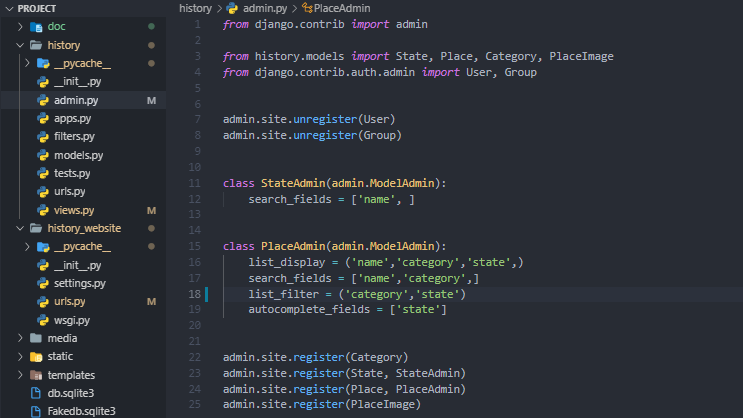 PROJECT
doc
history
__pycache__
__init__.py
admin.py M
apps.py
filters.py
models.py
tests.py
urls.py
views.py M
history_website
__pycache__
__init__.py
settings.py
urls.py M
wsgi.py
media
static
templates
db.sqlite3
Fakedb.sqlite3
history > admin.py > PlaceAdmin
1 from django.contrib import admin
2
3 from history.models import State, Place, Category, PlaceImage
4 from django.contrib.auth.admin import User, Group
5
6
7 admin.site.unregister(User)
8 admin.site.unregister(Group)
9
10
11 class StateAdmin(admin.ModelAdmin):
12 search_fields = ['name', ]
13
14
15 class PlaceAdmin(admin.ModelAdmin):
16 list_display = ('name','category','state',)
17 search_fields = ['name','category',]
18 list_filter = ('category','state')
19 autocomplete_fields = ['state']
20
21
22 admin.site.register(Category)
23 admin.site.register(State, StateAdmin)
24 admin.site.register(Place, PlaceAdmin)
25 admin.site.register(PlaceImage)